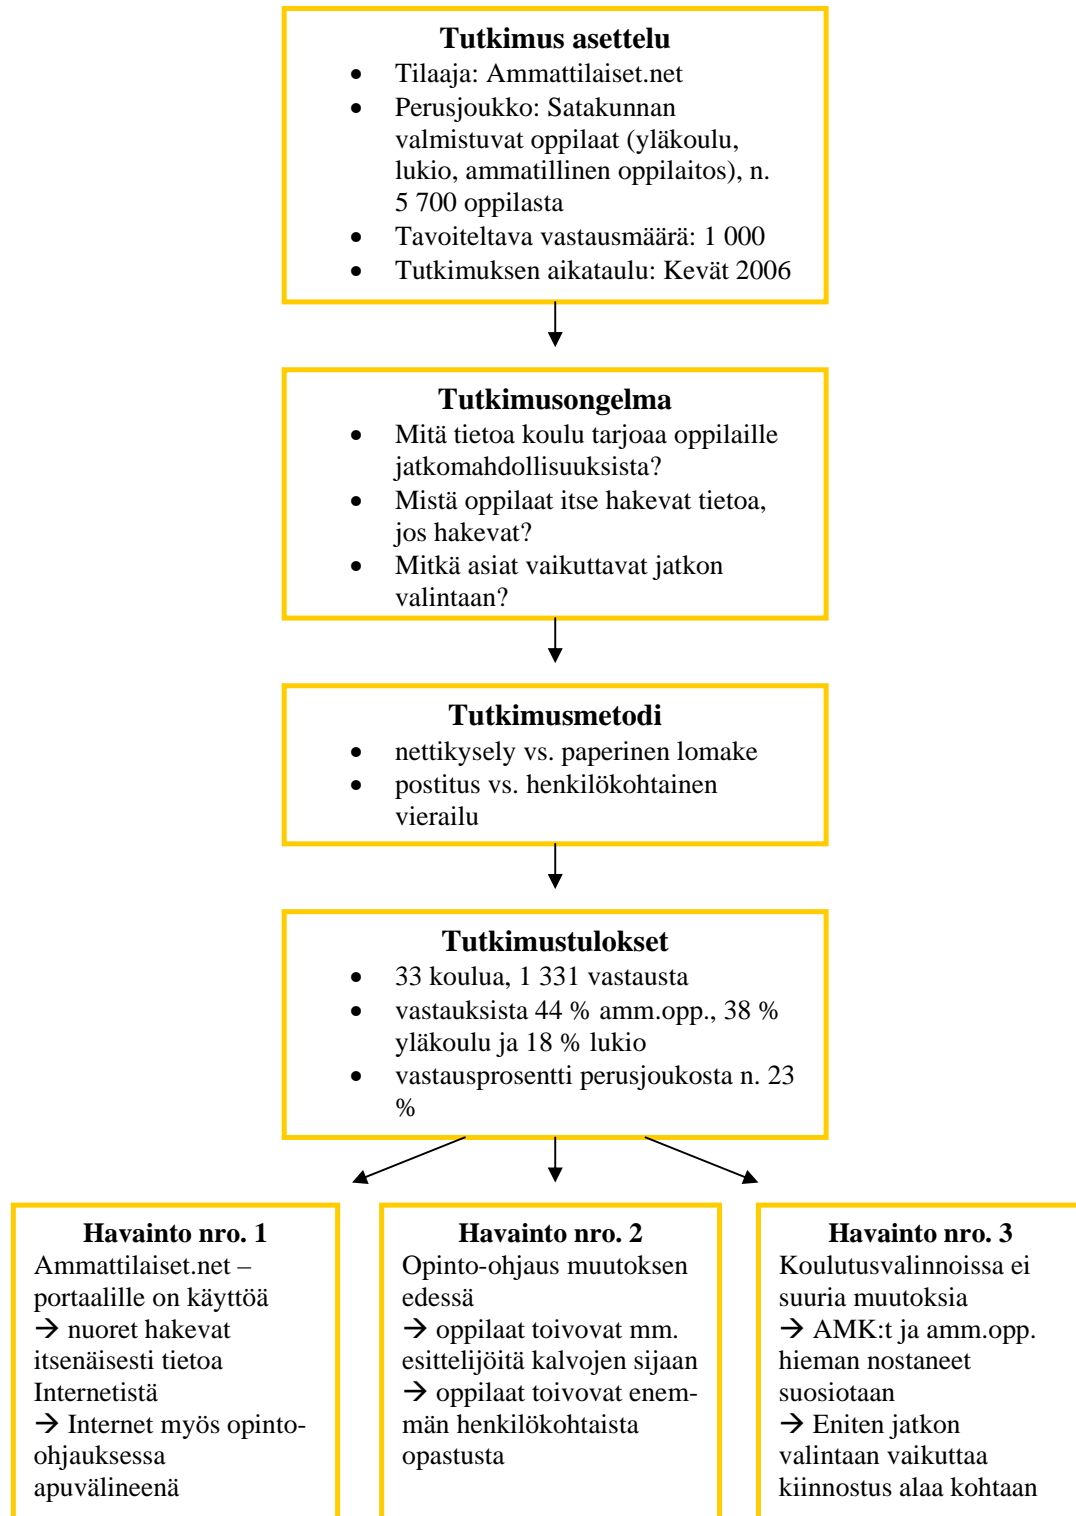 Tutkimus asettelu
• Tilaaja: Ammattilaiset.net
• Perusjoukko: Satakunnan
valmistuvat oppilaat (yläkoulu,
lukio, ammatillinen oppilaitos), n.
5 700 oppilasta
• Tavoiteltava vastausmäärä: 1 000
• Tutkimuksen aikataulu: Kevät 2006
Tutkimusongelma
• Mitä tietoa koulu tarjoaa oppilaille
jatkomahdollisuuksista?
• Mistä oppilaat itse hakevat tietoa,
jos hakevat?
• Mitkä asiat vaikuttavat jatkon
valintaan?
Tutkimusmetodi
• nettikysely vs. paperinen lomake
• postitus vs. henkilökohtainen
vierailu
Tutkimustulokset
• 33 koulua, 1 331 vastausta
• vastauksista 44 % amm.opp., 38 %
yläkoulu ja 18 % lukio
• vastausprosentti perusjoukosta n. 23
%
Havainto nro. 1
Ammattilaiset.net –
portaalille on käyttöä
→ nuoret hakevat
itsenäisesti tietoa
Internetistä
→ Internet myös opinto-
ohjauksessa
apuvälineenä
Havainto nro. 2
Opinto-ohjaus muutoksen
edessä
→ oppilaat toivovat mm.
esittelijöitä kalvojen sijaan
→ oppilaat toivovat enem-
män henkilökohtaista
opastusta
Havainto nro. 3
Koulutusvalinnoissa ei
suuria muutoksia
→ AMK:t ja amm.opp.
hieman nostaneet
suosiotaan
→ Eniten jatkon
valintaan vaikuttaa
kiinnostus alaa kohtaan